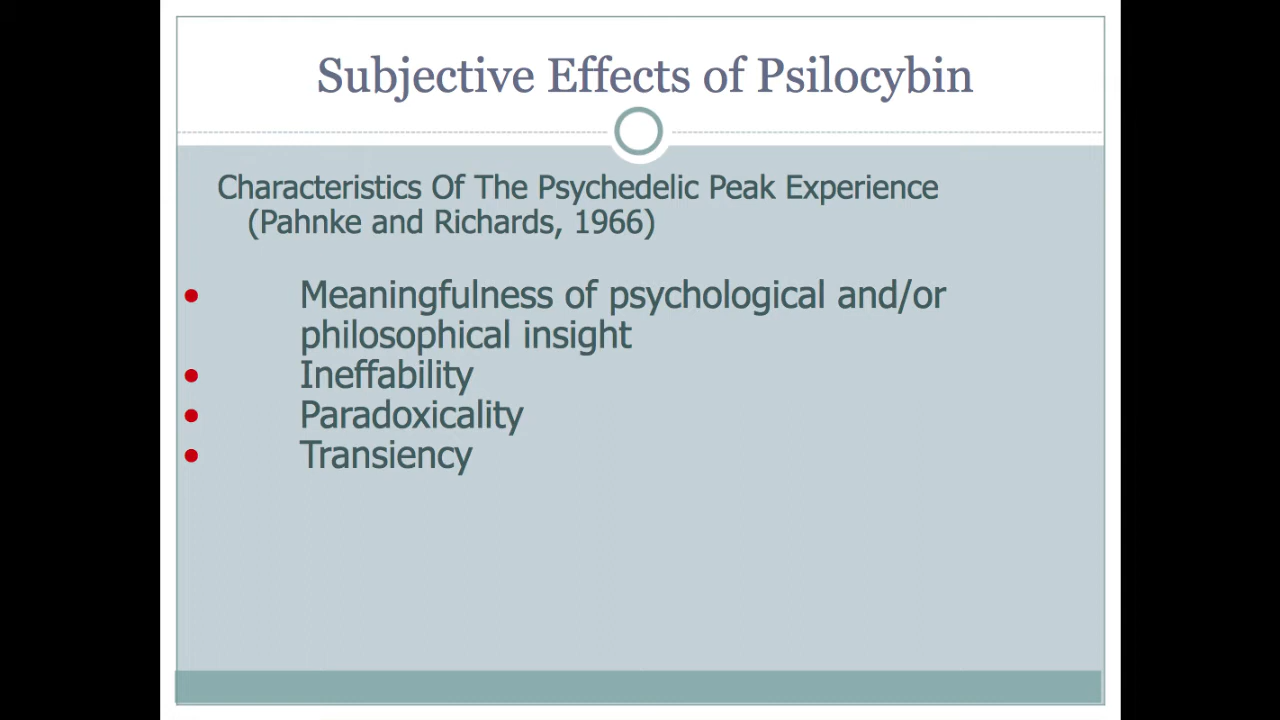 Subjective Effects of Psilocybin
Characteristics Of The Psychedelic Peak Experience
(Pahnke and Richards, 1966)
• Meaningfulness of psychological and/or
philosophical insight
• Ineffability
• Paradoxicality
• Transiency